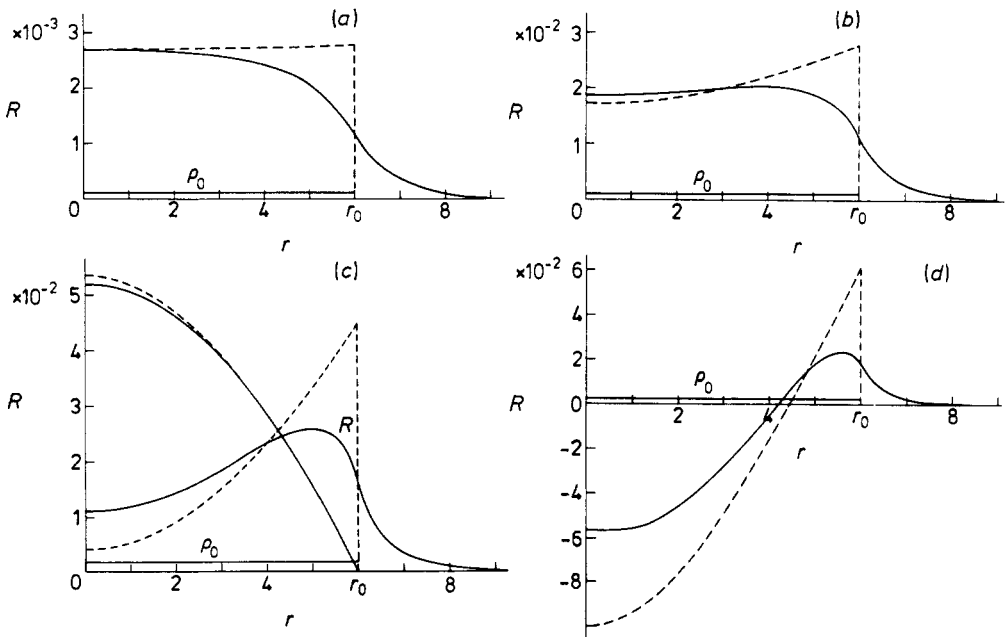 ×10⁻³ 3 (a)
2
R
1
ρ₀
0 2 4 r₀ 8
r
×10⁻² 3 (b)
2
R
1
ρ₀
0 2 4 r₀ 8
r
×10⁻² 5 (c)
4
3
R R
2
1
ρ₀
0 2 4 r₀ 8
r
×10⁻² 6 (d)
4
2 ρ₀
R 0 2 4 r₀ 8
r
-2
-4
-6
-8